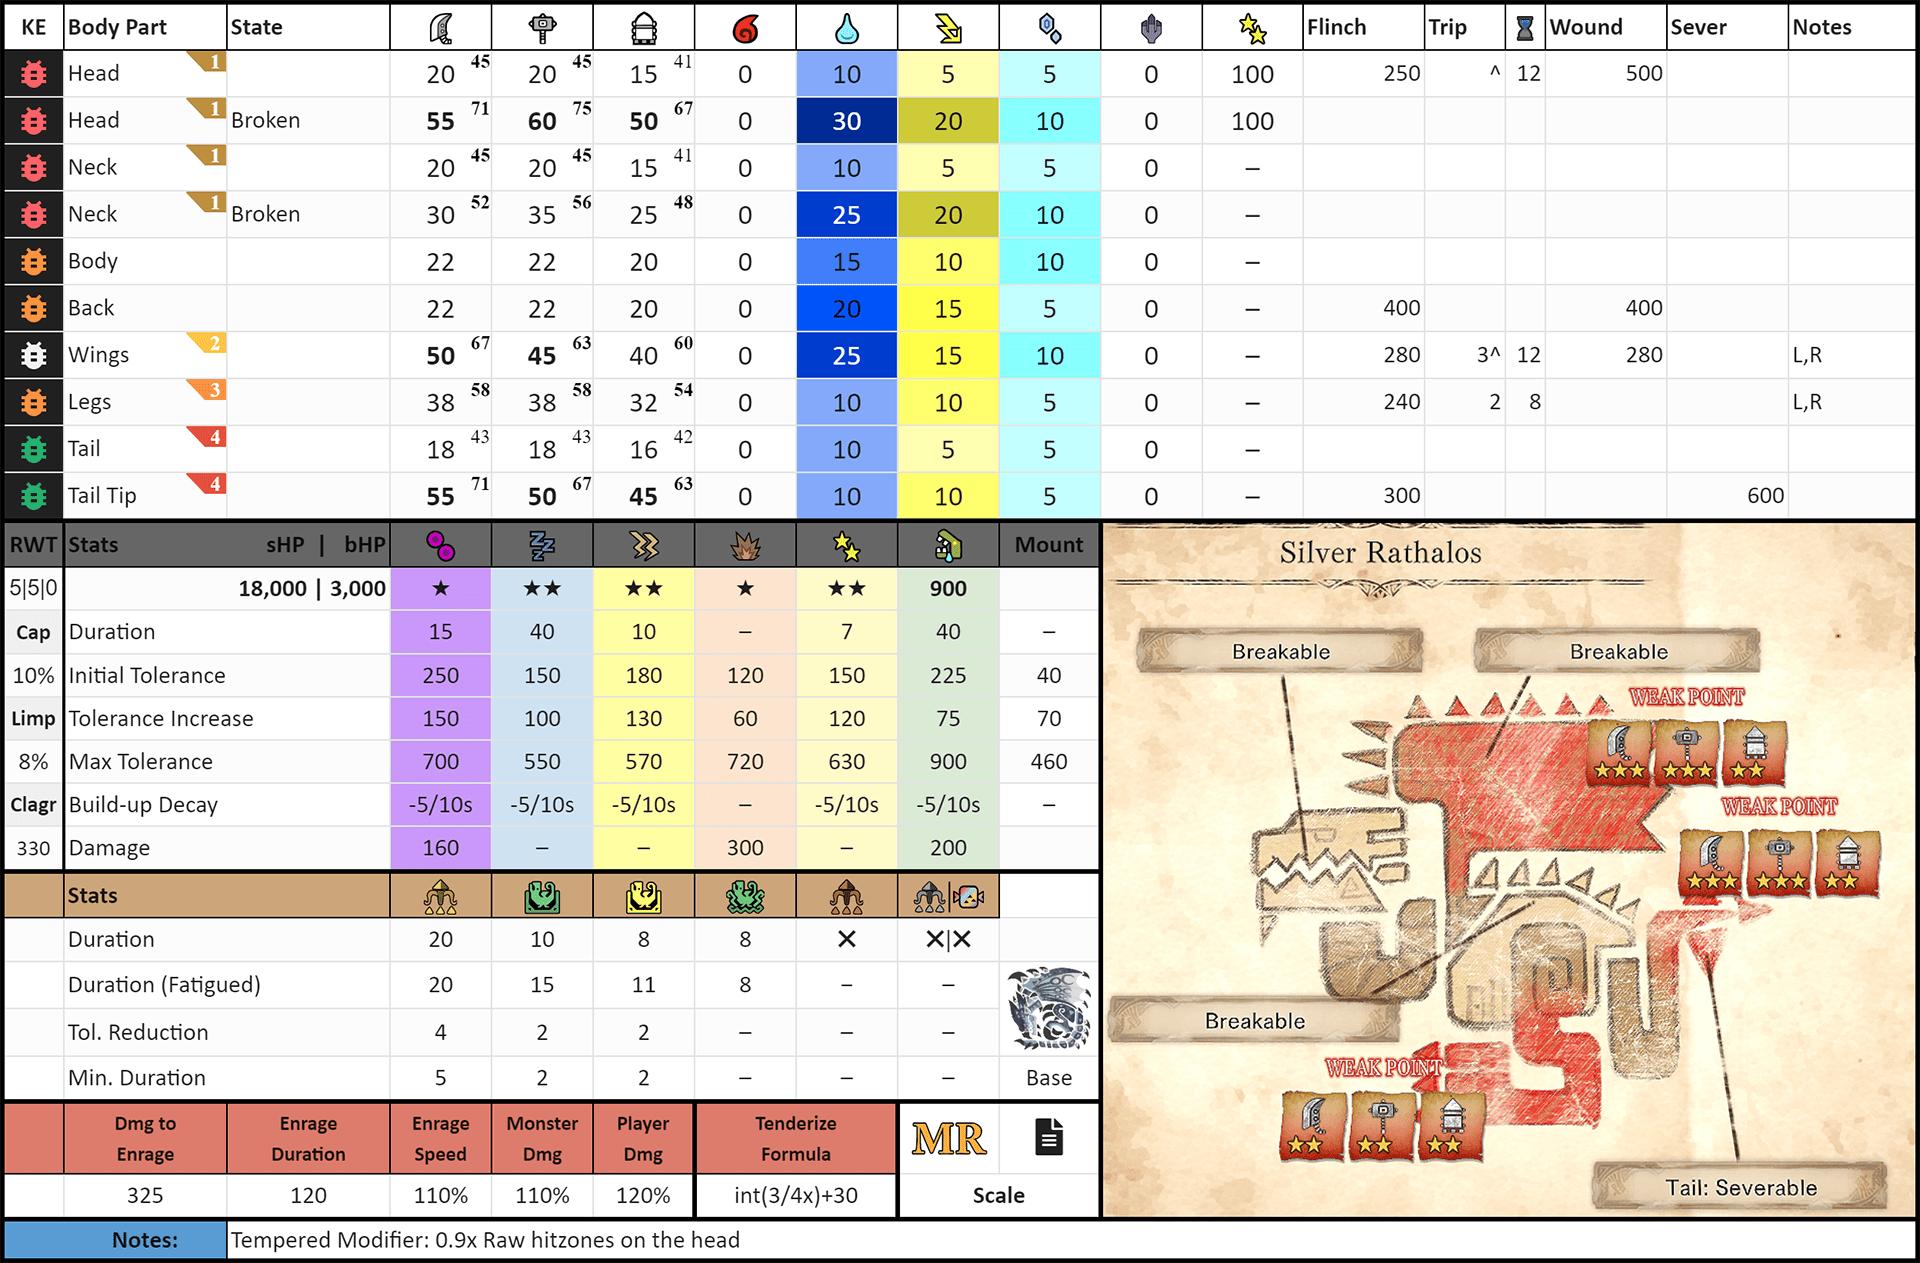 KE Body Part State Flinch Trip Wound Sever Notes
Head 1 20 45 20 45 15 41 0 10 5 5 0 100 250 ^ 12 500
Head 1 Broken 55 71 60 75 50 67 0 30 20 10 0 100
Neck 1 20 45 20 45 15 41 0 10 5 5 0 –
Neck 1 Broken 30 52 35 56 25 48 0 25 20 10 0 –
Body 22 22 20 0 15 10 10 0 –
Back 22 22 20 0 20 15 5 0 – 400 400
Wings 2 50 67 45 63 40 60 0 25 15 10 0 – 280 3^ 12 280 L,R
Legs 3 38 58 38 58 32 54 0 10 10 5 0 – 240 2 8 L,R
Tail 4 18 43 18 43 16 42 0 10 5 5 0 –
Tail Tip 4 55 71 50 67 45 63 0 10 10 5 0 – 300 600
RWT Stats sHP | bHP Mount
5|5|0 18,000 | 3,000 ★ ★★ ★★ ★ ★★ 900
Cap Duration 15 40 10 – 7 40 –
10% Initial Tolerance 250 150 180 120 150 225 40
Limp Tolerance Increase 150 100 130 60 120 75 70
8% Max Tolerance 700 550 570 720 630 900 460
Clagr Build-up Decay -5/10s -5/10s -5/10s – -5/10s -5/10s –
330 Damage 160 – – 300 – 200
Stats
Duration 20 10 8 8 ✕ ✕|✕
Duration (Fatigued) 20 15 11 8 – –
Tol. Reduction 4 2 2 – – –
Min. Duration 5 2 2 – – – Base
Dmg to Enrage Enrage Duration Enrage Speed Monster Dmg Player Dmg Tenderize Formula MR
325 120 110% 110% 120% int(3/4x)+30 Scale
Notes: Tempered Modifier: 0.9x Raw hitzones on the head
Silver Rathalos
Breakable
Breakable
WEAK POINT
WEAK POINT
Breakable
WEAK POINT
Tail: Severable